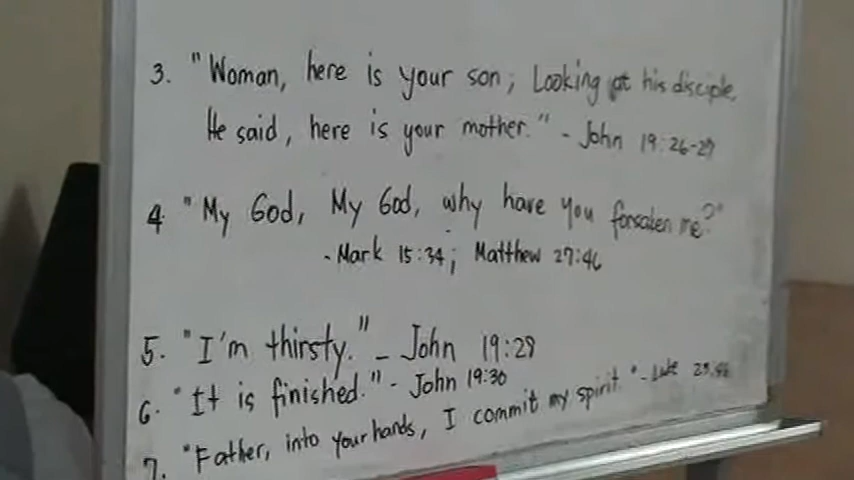 3. "Woman, here is your son; Looking at his disciple,
He said, here is your mother." - John 19:26-27
4 "My God, My God, why have you forsaken me?"
- Mark 15:34; Matthew 27:46
5. "I'm thirsty." - John 19:28
6. "It is finished." - John 19:30
7. "Father, into your hands, I commit my spirit." - Luke 23:46